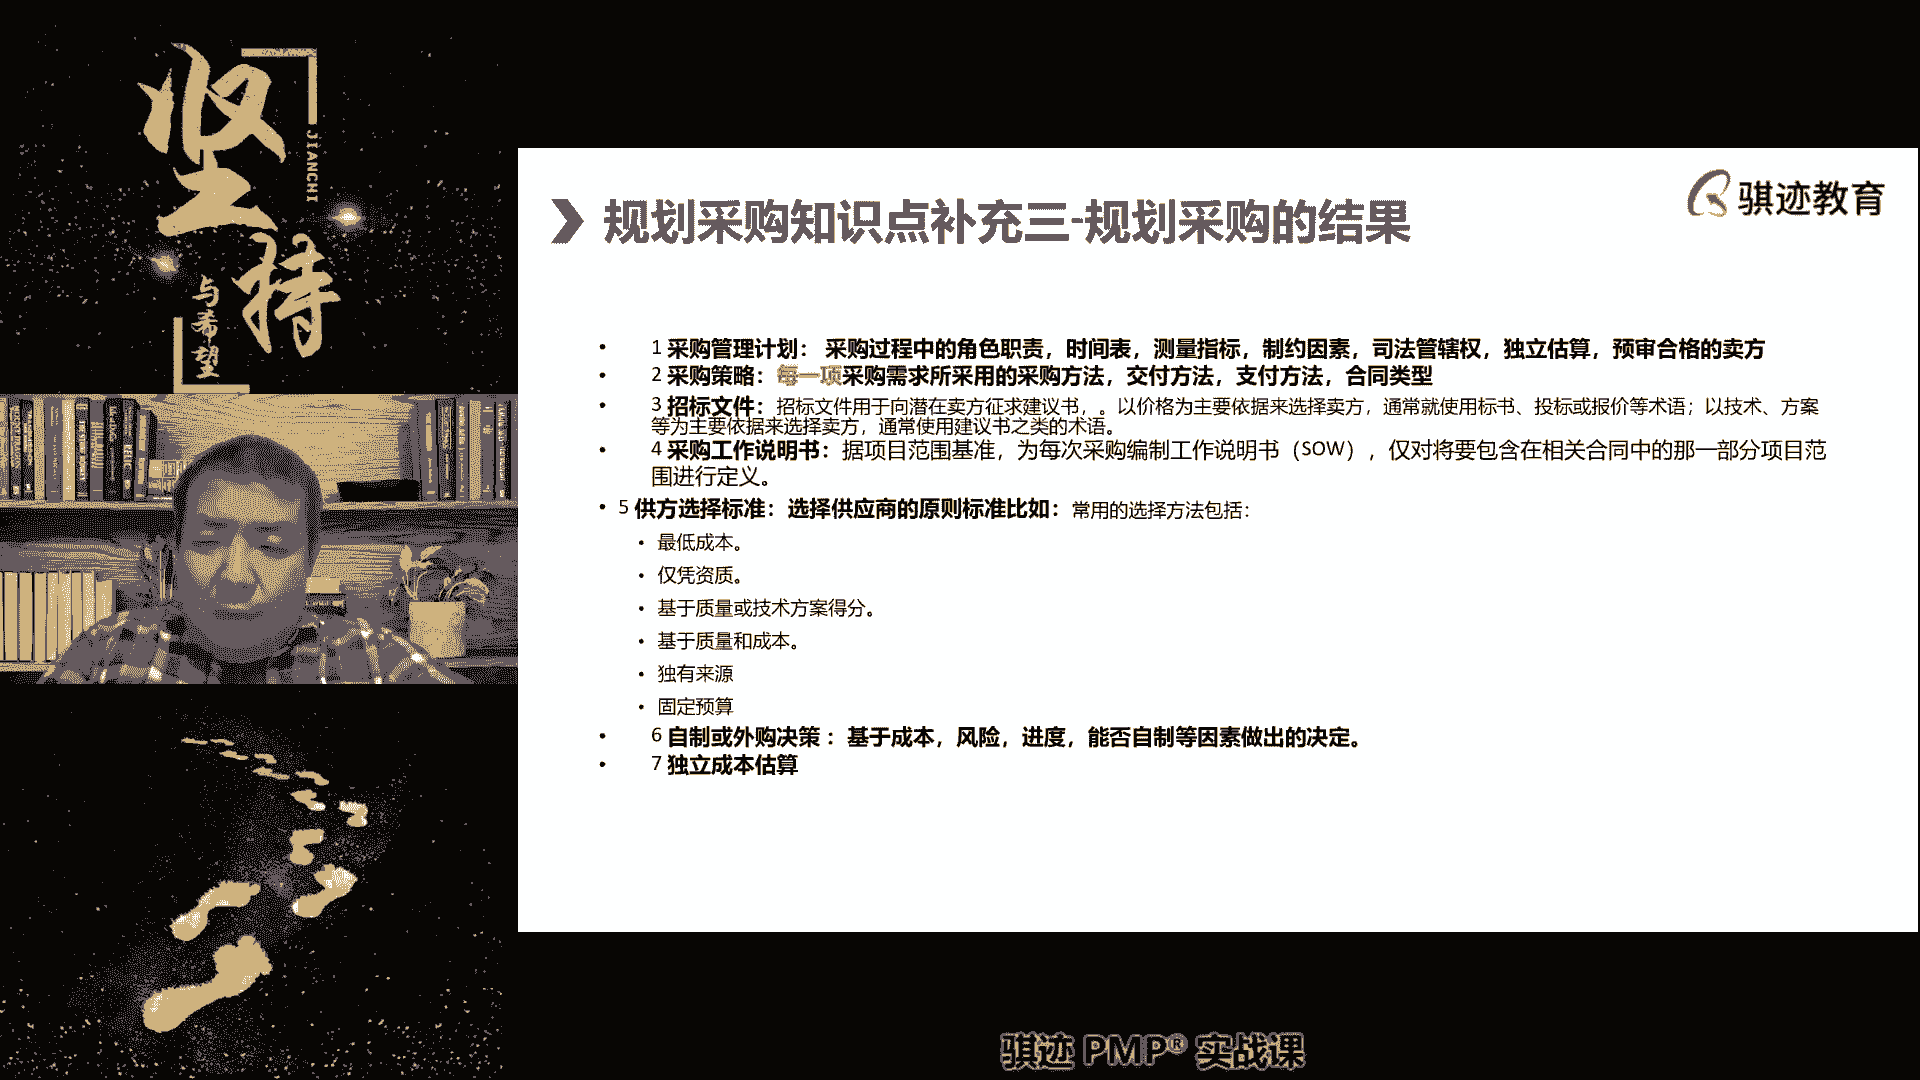 坚持
JIANCHI
与希望
骐迹教育
规划采购知识点补充三-规划采购的结果
• 1 采购管理计划： 采购过程中的角色职责，时间表，测量指标，制约因素，司法管辖权，独立估算，预审合格的卖方
• 2 采购策略：每一项采购需求所采用的采购方法，交付方法，支付方法，合同类型
• 3 招标文件：招标文件用于向潜在卖方征求建议书，。以价格为主要依据来选择卖方，通常就使用标书、投标或报价等术语；以技术、方案
等为主要依据来选择卖方，通常使用建议书之类的术语。
• 4 采购工作说明书：据项目范围基准，为每次采购编制工作说明书（SOW），仅对将要包含在相关合同中的那一部分项目范
围进行定义。
• 5 供方选择标准：选择供应商的原则标准比如：常用的选择方法包括：
• 最低成本。
• 仅凭资质。
• 基于质量或技术方案得分。
• 基于质量和成本。
• 独有来源
• 固定预算
• 6 自制或外购决策 ：基于成本，风险，进度，能否自制等因素做出的决定。
• 7 独立成本估算
骐迹 PMP® 实战课